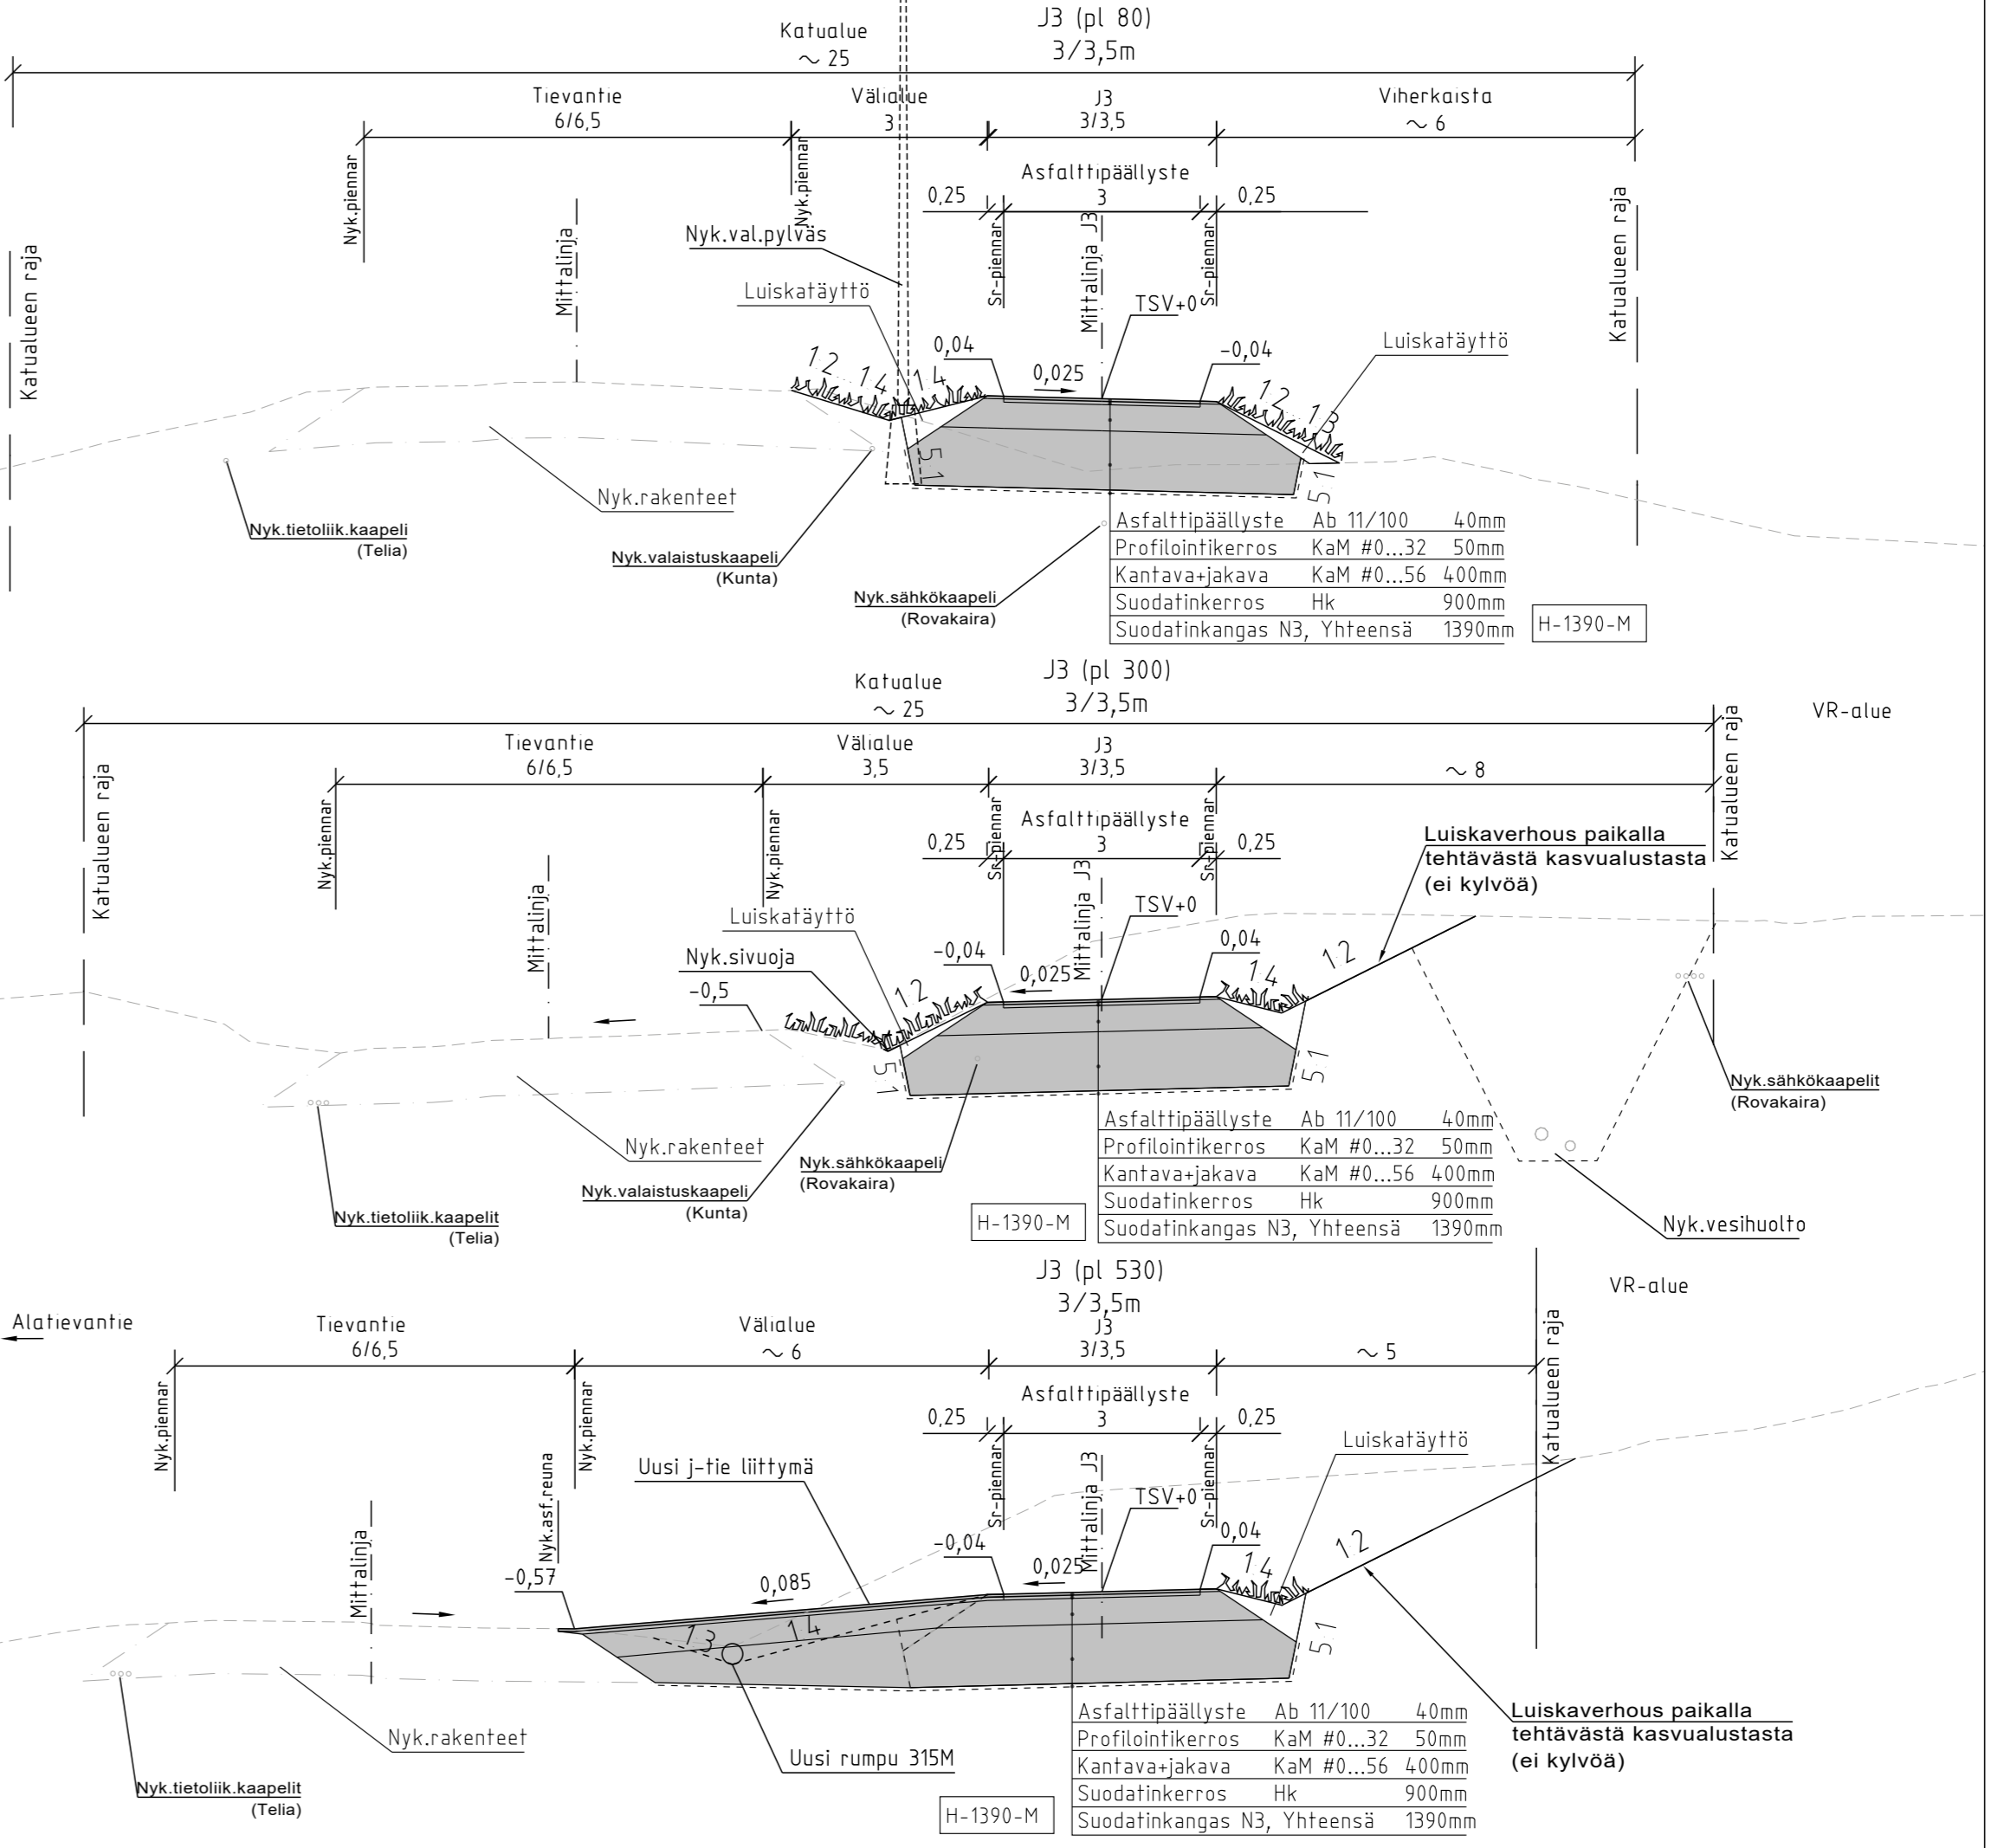 J3 (pl 80)
3/3,5m
Katualue
~ 25
Tievantie
6/6,5
Välialue
3
J3
3/3,5
Viherkaista
~ 6
Asfalttipäällyste
0,25
3
0,25
Nyk.piennar
Nyk.piennar
Mittalinja
Sr-piennar
Mittalinja J3
Sr-piennar
Katualueen raja
Katualueen raja
Nyk.val.pylväs
Luiskatäyttö
TSV+0
Luiskatäyttö
0,04
0,025
-0,04
1:2
1:4
1:4
1:2
1:3
5:1
5:1
Nyk.rakenteet
Nyk.tietoliik.kaapeli
(Telia)
Nyk.valaistuskaapeli
(Kunta)
Nyk.sähkökaapeli
(Rovakaira)
Asfalttipäällyste Ab 11/100 40mm
Profilointikerros KaM #0...32 50mm
Kantava+jakava KaM #0...56 400mm
Suodatinkerros Hk 900mm
Suodatinkangas N3, Yhteensä 1390mm
H-1390-M
J3 (pl 300)
3/3,5m
Katualue
~ 25
VR-alue
Tievantie
6/6,5
Välialue
3,5
J3
3/3,5
~ 8
Asfalttipäällyste
0,25
3
0,25
Katualueen raja
Nyk.piennar
Mittalinja
Nyk.piennar
Sr-piennar
Mittalinja J3
Sr-piennar
Katualueen raja
Luiskaverhous paikalla
tehtävästä kasvualustasta
(ei kylvöä)
Luiskatäyttö
TSV+0
Nyk.sivuoja
-0,5
-0,04
0,025
0,04
1:2
1:4
1:2
5:1
5:1
Nyk.rakenteet
Nyk.tietoliik.kaapelit
(Telia)
Nyk.valaistuskaapeli
(Kunta)
Nyk.sähkökaapeli
(Rovakaira)
Nyk.sähkökaapelit
(Rovakaira)
Nyk.vesihuolto
Asfalttipäällyste Ab 11/100 40mm
Profilointikerros KaM #0...32 50mm
Kantava+jakava KaM #0...56 400mm
Suodatinkerros Hk 900mm
Suodatinkangas N3, Yhteensä 1390mm
H-1390-M
J3 (pl 530)
3/3,5m
VR-alue
Alatievantie
Tievantie
6/6,5
Välialue
~ 6
J3
3/3,5
~ 5
Asfalttipäällyste
0,25
3
0,25
Nyk.piennar
Mittalinja
Nyk.asf.reuna
Nyk.piennar
Sr-piennar
Mittalinja J3
Sr-piennar
Katualueen raja
Luiskatäyttö
Uusi j-tie liittymä
TSV+0
-0,57
0,085
-0,04
0,025
0,04
1:3
1:4
1:4
1:2
5:1
Nyk.rakenteet
Nyk.tietoliik.kaapelit
(Telia)
Uusi rumpu 315M
Luiskaverhous paikalla
tehtävästä kasvualustasta
(ei kylvöä)
Asfalttipäällyste Ab 11/100 40mm
Profilointikerros KaM #0...32 50mm
Kantava+jakava KaM #0...56 400mm
Suodatinkerros Hk 900mm
Suodatinkangas N3, Yhteensä 1390mm
H-1390-M